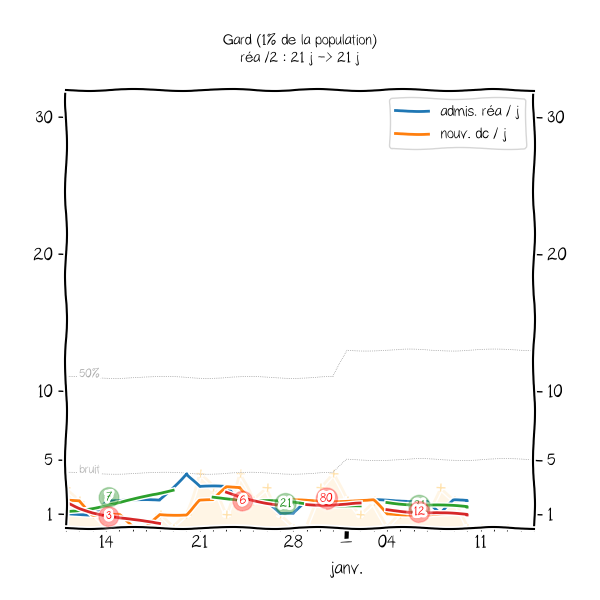 Gard (1% de la population)
réa /2 : 21 j -> 21 j
admis. réa / j
nouv. dc / j
30 30
20 20
50%
10 10
bruit
5 5
7 6 21 80
3 12
1 1
14 21 28 04 11
janv.